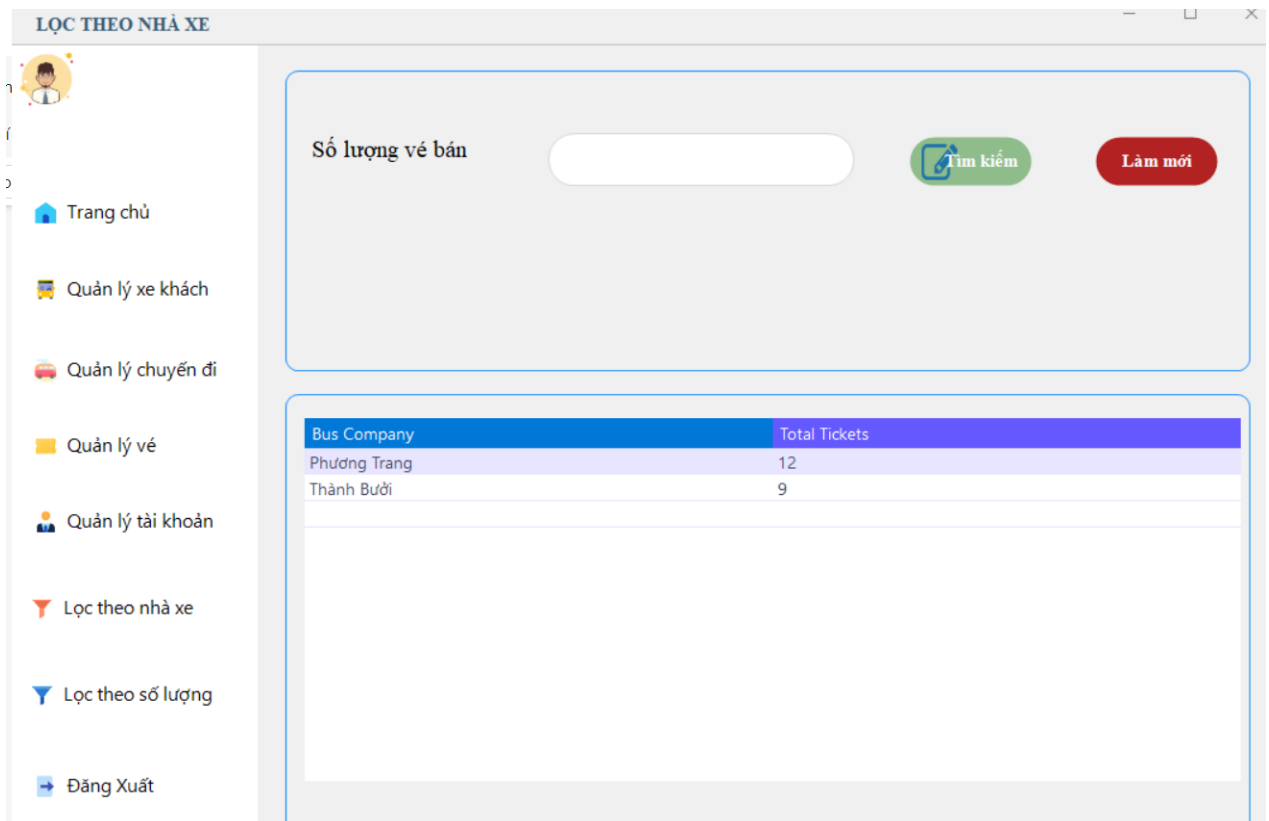 LỌC THEO NHÀ XE
Số lượng vé bán
Tìm kiếm
Làm mới
Trang chủ
Quản lý xe khách
Quản lý chuyến đi
Quản lý vé
Quản lý tài khoản
Lọc theo nhà xe
Lọc theo số lượng
Đăng Xuất
Bus Company Total Tickets
Phương Trang 12
Thành Bưởi 9